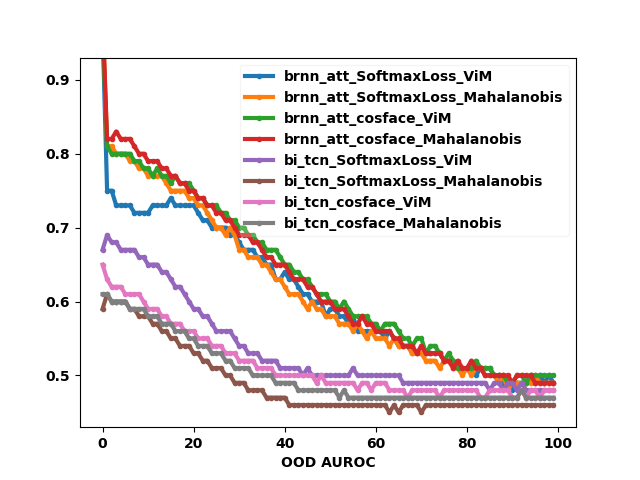 0.9
0.8
0.7
0.6
0.5
brnn_att_SoftmaxLoss_ViM
brnn_att_SoftmaxLoss_Mahalanobis
brnn_att_cosface_ViM
brnn_att_cosface_Mahalanobis
bi_tcn_SoftmaxLoss_ViM
bi_tcn_SoftmaxLoss_Mahalanobis
bi_tcn_cosface_ViM
bi_tcn_cosface_Mahalanobis
0 20 40 60 80 100
OOD AUROC